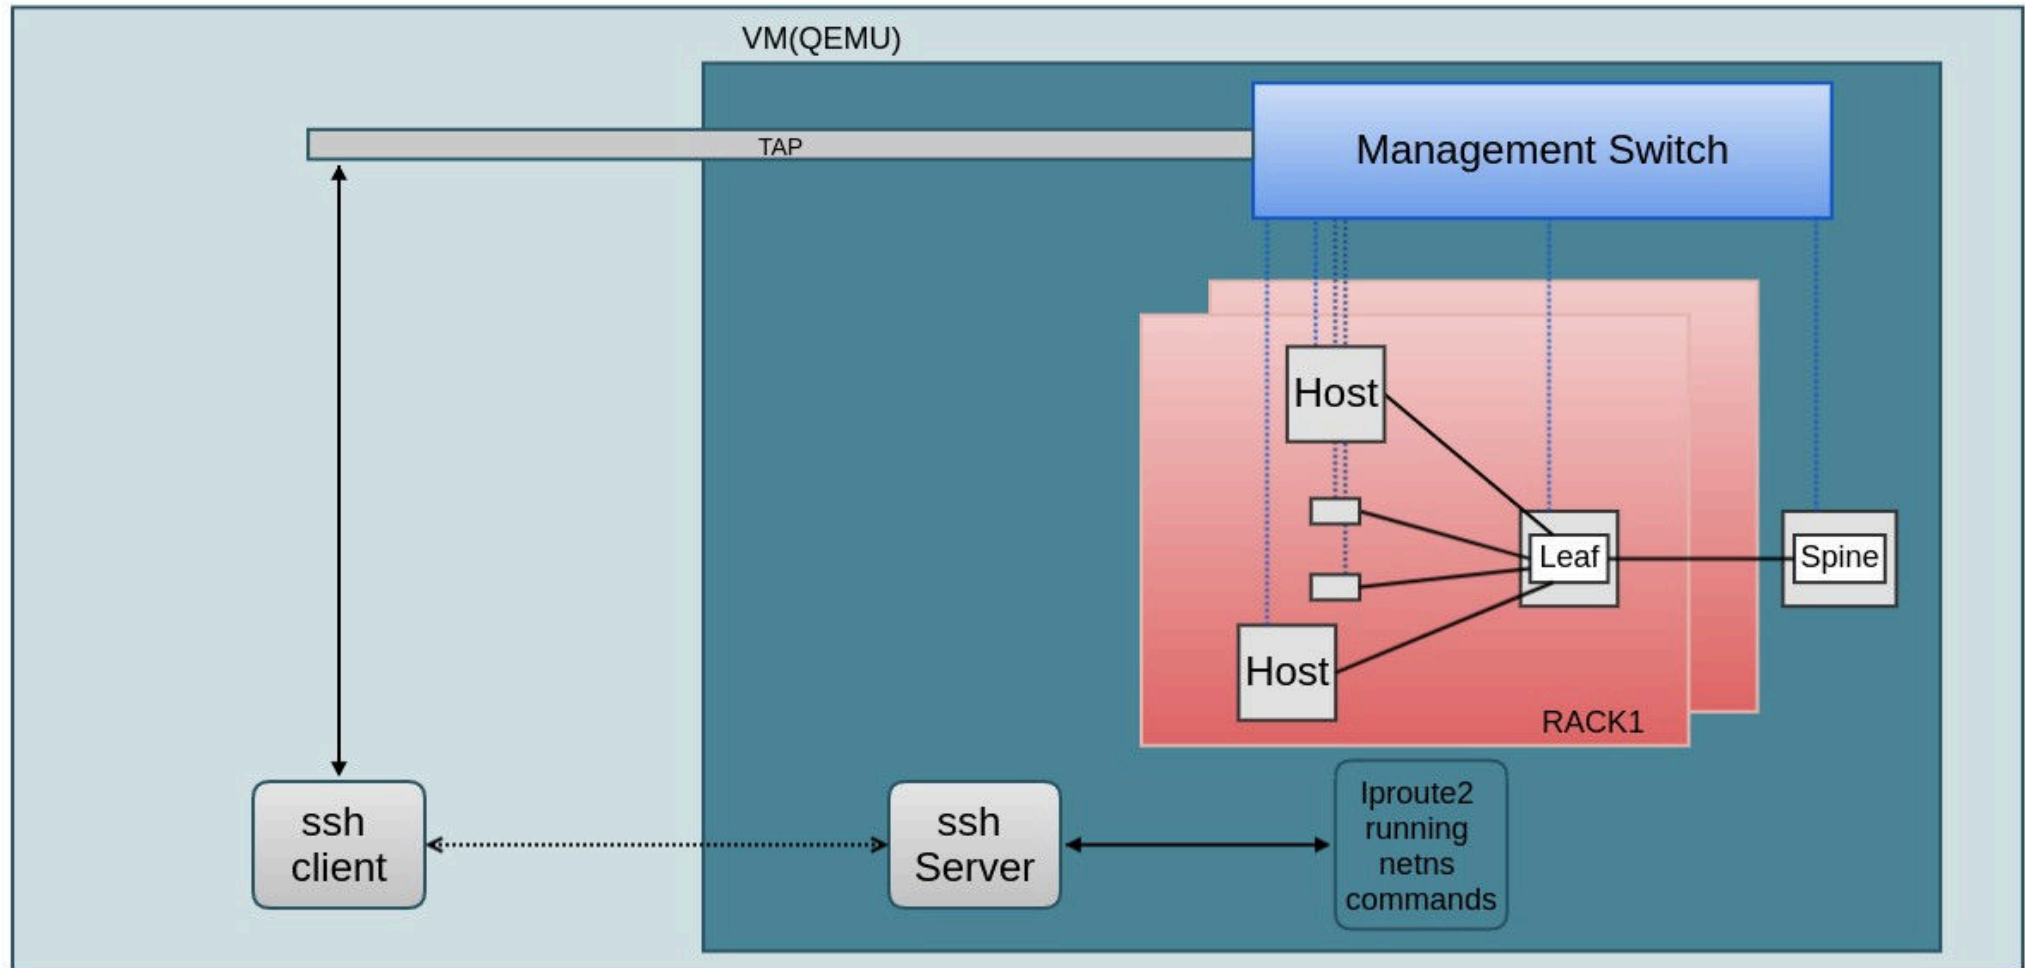 VM(QEMU)
TAP
Management Switch
Host
Leaf
Spine
Host
RACK1
ssh
client
ssh
Server
Iproute2
running
netns
commands